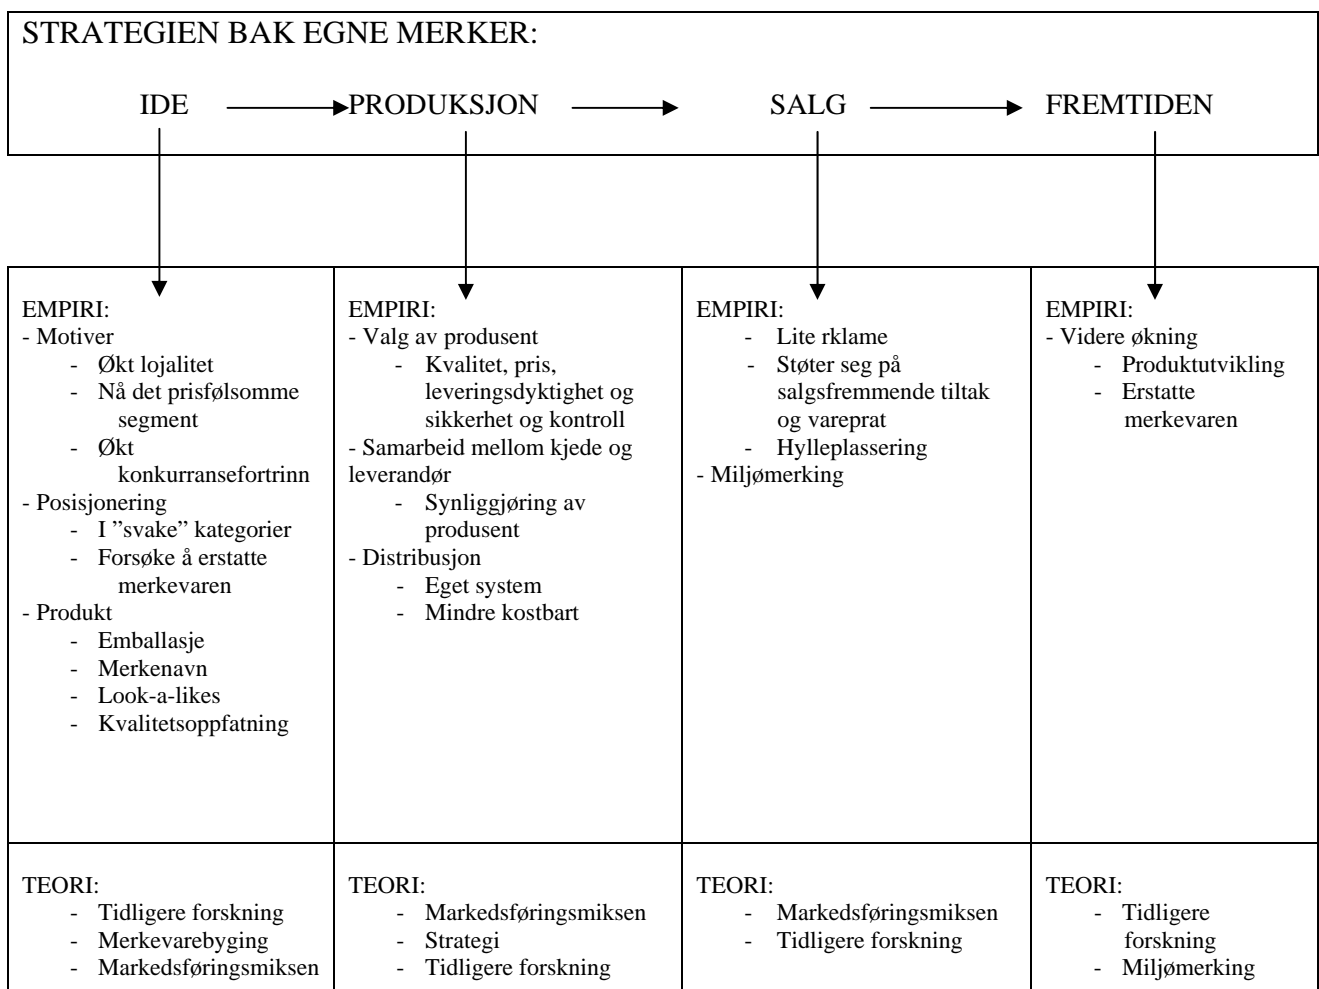 STRATEGIEN BAK EGNE MERKER:
IDE PRODUKSJON SALG FREMTIDEN
EMPIRI:
- Motiver
- Økt lojalitet
- Nå det prisfølsomme
segment
- Økt
konkurransefortrinn
- Posisjonering
- I ”svake” kategorier
- Forsøke å erstatte
merkevaren
- Produkt
- Emballasje
- Merkenavn
- Look-a-likes
- Kvalitetsoppfatning
EMPIRI:
- Valg av produsent
- Kvalitet, pris,
leveringsdyktighet og
sikkerhet og kontroll
- Samarbeid mellom kjede og
leverandør
- Synliggjøring av
produsent
- Distribusjon
- Eget system
- Mindre kostbart
EMPIRI:
- Lite rklame
- Støter seg på
salgsfremmende tiltak
og vareprat
- Hylleplassering
- Miljømerking
EMPIRI:
- Videre økning
- Produktutvikling
- Erstatte
merkevaren
TEORI:
- Tidligere forskning
- Merkevarebyging
- Markedsføringsmiksen
TEORI:
- Markedsføringsmiksen
- Strategi
- Tidligere forskning
TEORI:
- Markedsføringsmiksen
- Tidligere forskning
TEORI:
- Tidligere
forskning
- Miljømerking